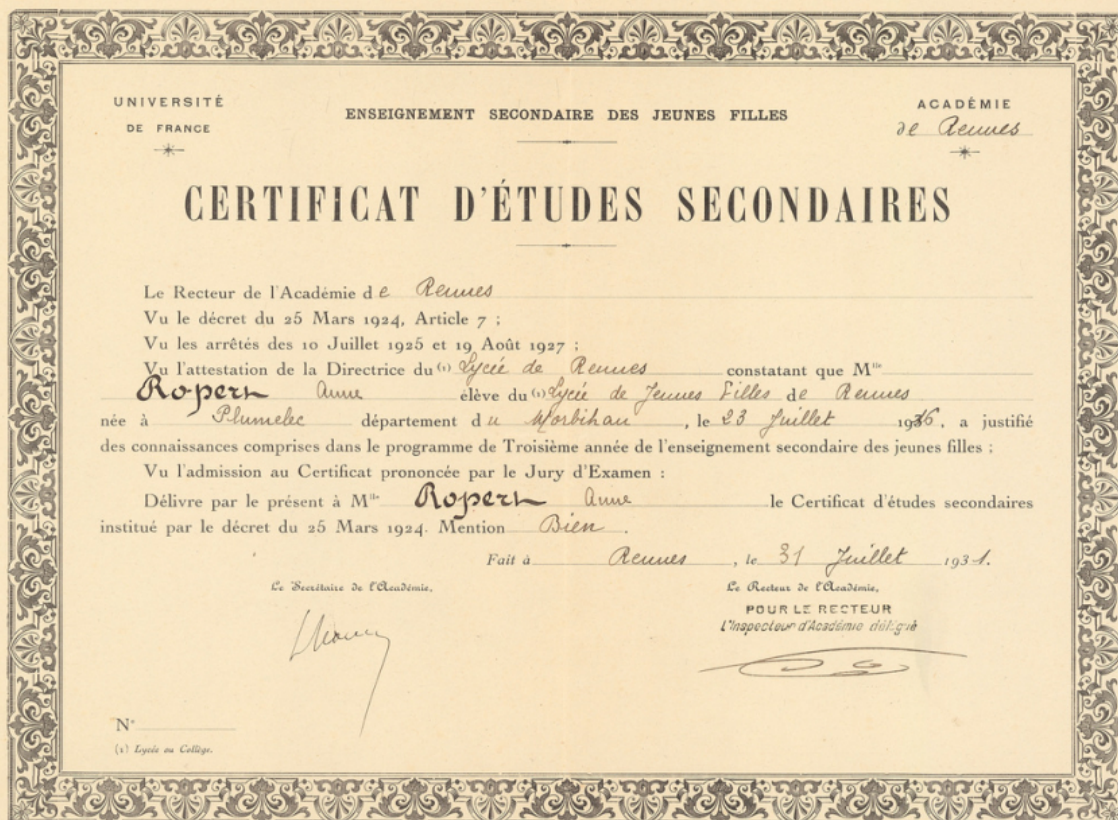 UNIVERSITÉ
DE FRANCE
ENSEIGNEMENT SECONDAIRE DES JEUNES FILLES
ACADÉMIE
de Rennes
CERTIFICAT D'ÉTUDES SECONDAIRES
Le Recteur de l'Académie de Rennes
Vu le décret du 25 Mars 1924, Article 7 ;
Vu les arrêtés des 10 Juillet 1925 et 19 Août 1927 ;
Vu l'attestation de la Directrice du (1) Lycée de Rennes constatant que Mlle
Ropert Anne élève du (1) Lycée de Jeunes Filles de Rennes
née à Plumelec département du Morbihan, le 23 Juillet, a justifié
des connaissances comprises dans le programme de Troisième année de l'enseignement secondaire des jeunes filles ;
Vu l'admission au Certificat prononcée par le Jury d'Examen :
Délivre par le présent à Mlle Ropert Anne le Certificat d'études secondaires
institué par le décret du 25 Mars 1924. Mention Bien.
Fait à Rennes, le 31 Juillet 1931.
Le Secrétaire de l'Académie,
Le Recteur de l'Académie,
POUR LE RECTEUR
L'Inspecteur d'Académie délégué
N°
(1) Lycée ou Collège.